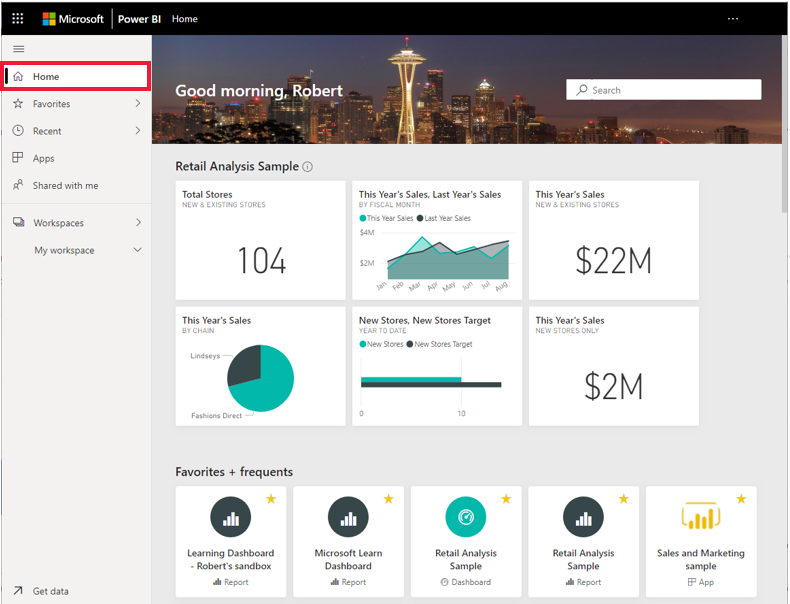 Microsoft Power BI Home ...
Home
Favorites
Recent
Apps
Shared with me
Workspaces
My workspace
Get data
Good morning, Robert
Search
Retail Analysis Sample
Total Stores
NEW & EXISTING STORES
104
This Year's Sales, Last Year's Sales
BY FISCAL MONTH
This Year Sales Last Year Sales
$4M
$2M
Jan Feb Mar Apr May Jun Jul Aug
This Year's Sales
NEW & EXISTING STORES
$22M
This Year's Sales
BY CHAIN
Lindseys
Fashions Direct
New Stores, New Stores Target
YEAR TO DATE
New Stores New Stores Target
0 10
This Year's Sales
NEW STORES ONLY
$2M
Favorites + frequents
Learning Dashboard
- Robert's sandbox
Report
Microsoft Learn
Dashboard
Report
Retail Analysis
Sample
Dashboard
Retail Analysis
Sample
Report
Sales and Marketing
sample
App